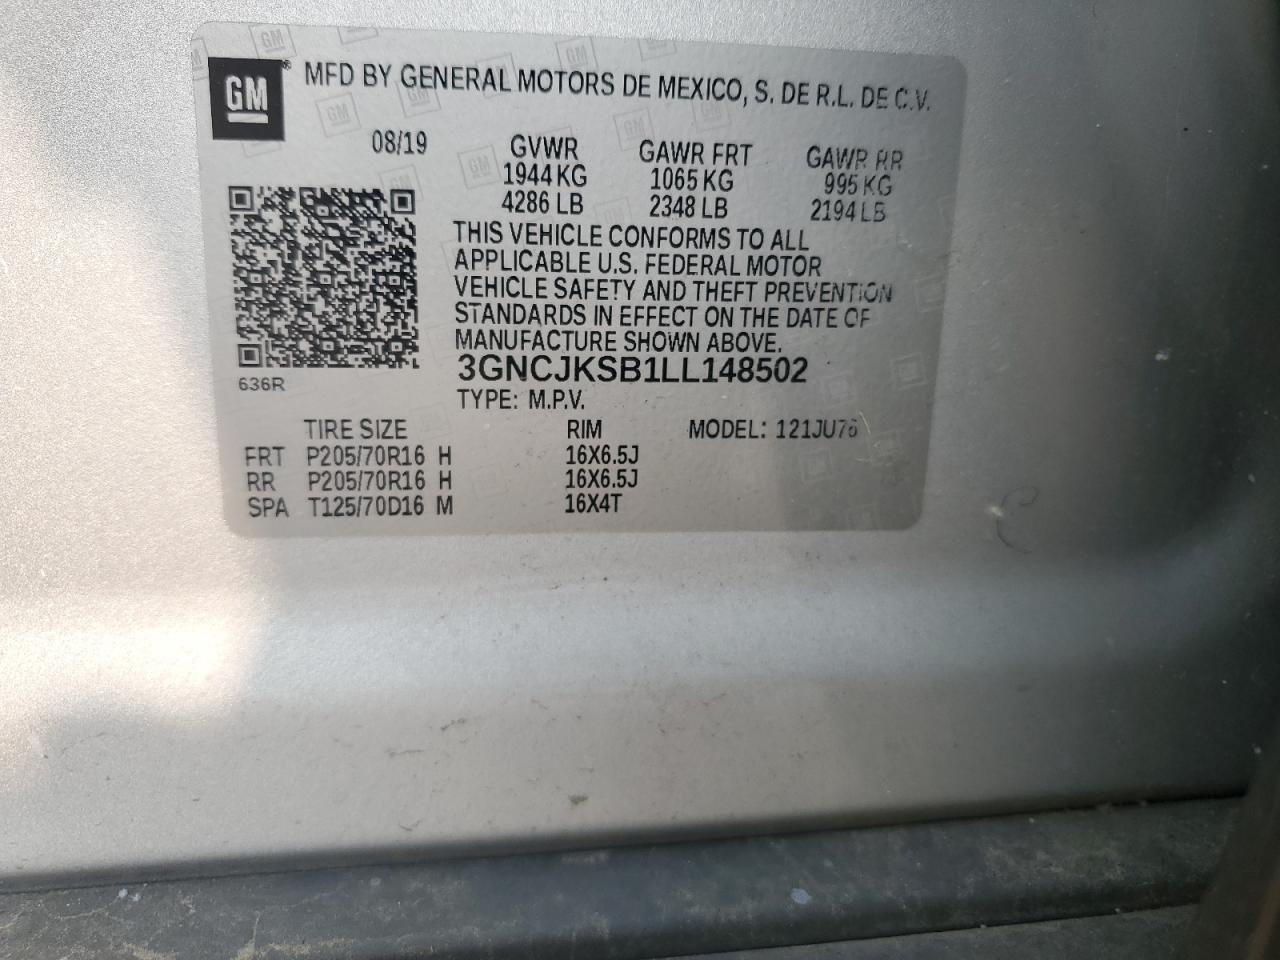 GM
MFD BY GENERAL MOTORS DE MEXICO, S. DE R.L. DE C.V.
08/19 GVWR GAWR FRT GAWR RR
1944 KG 1065 KG 995 KG
4286 LB 2348 LB 2194 LB
THIS VEHICLE CONFORMS TO ALL
APPLICABLE U.S. FEDERAL MOTOR
VEHICLE SAFETY AND THEFT PREVENTION
STANDARDS IN EFFECT ON THE DATE OF
MANUFACTURE SHOWN ABOVE.
3GNCJKSB1LL148502
636R
TYPE: M.P.V.
TIRE SIZE RIM MODEL: 121JU76
FRT P205/70R16 H 16X6.5J
RR P205/70R16 H 16X6.5J
SPA T125/70D16 M 16X4T